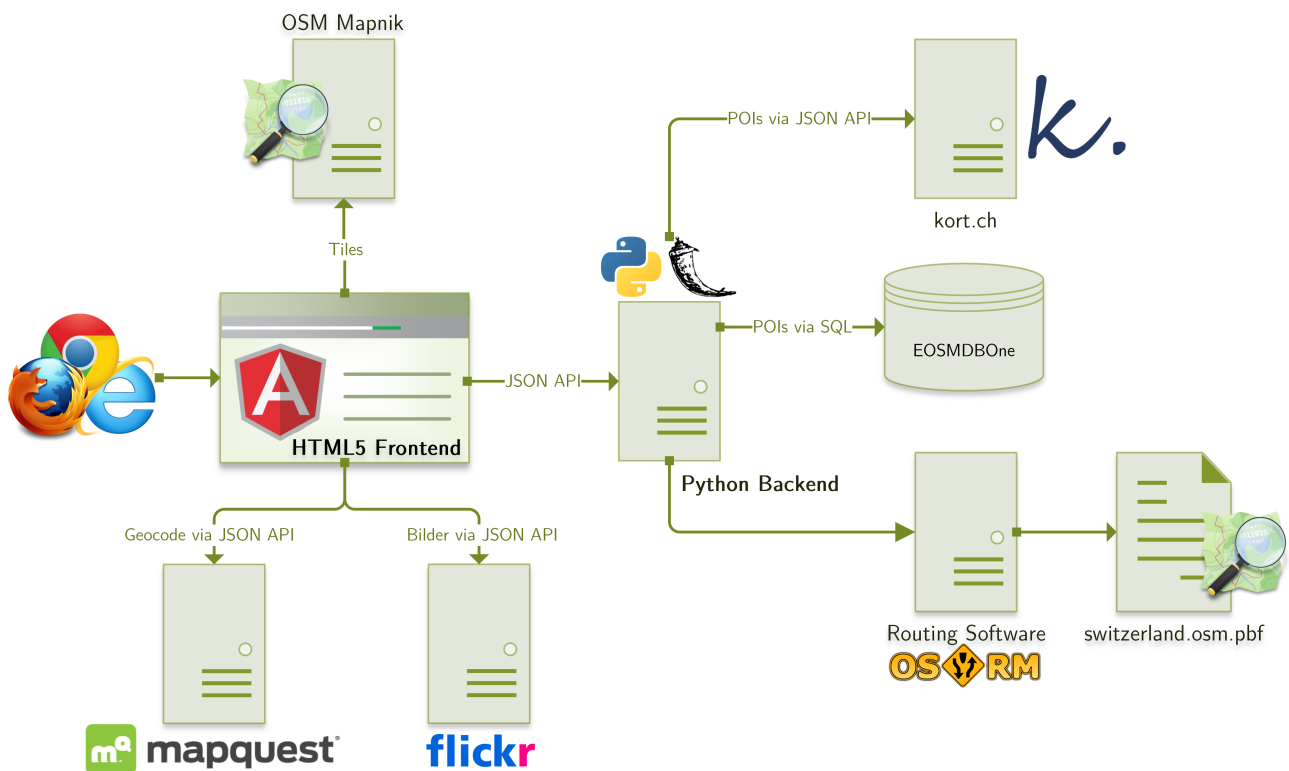 OSM Mapnik
POIs via JSON API
k.
kort.ch
Tiles
POIs via SQL
EOSMDBOne
JSON API
A
HTML5 Frontend
Python Backend
Geocode via JSON API
Bilder via JSON API
Routing Software
OSRM
switzerland.osm.pbf
mQ mapquest
flickr